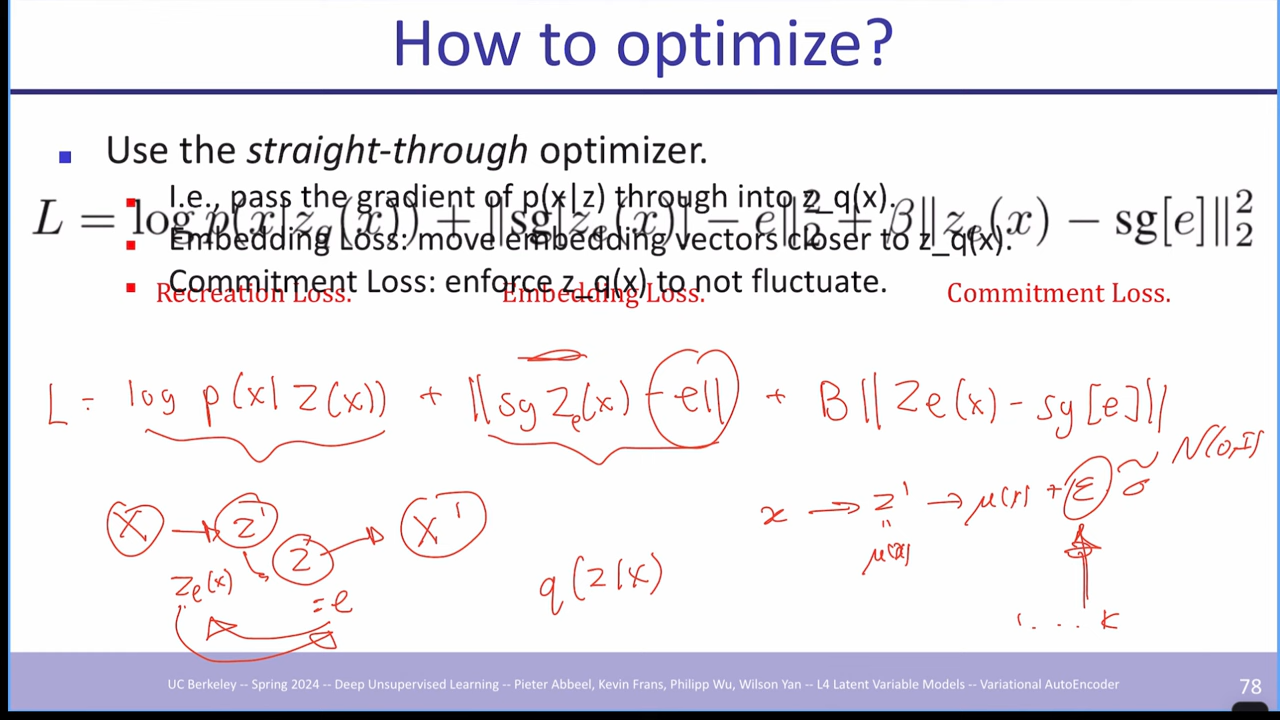 How to optimize?
Use the straight-through optimizer.
I.e., pass the gradient of p(x|z) through into z_q(x).
L = log p(x|z_q(x)) + ||sg[z_e(x)] − e||²₂ + β||z_e(x) − sg[e]||²₂
Embedding Loss: move embedding vectors closer to z_q(x).
Commitment Loss: enforce z_q(x) to not fluctuate.
Recreation Loss. Embedding Loss. Commitment Loss.
L = log p(x|z(x)) + ||sg Ze(x) − e|| + B||Ze(x) − sg[e]||
N(0,I)
x → z' → μ(x) + ε ~
σ
X → z' z → x'
" μ(x)
Ze(x) = e
q(z|x)
1 . . . K
UC Berkeley -- Spring 2024 -- Deep Unsupervised Learning -- Pieter Abbeel, Kevin Frans, Philipp Wu, Wilson Yan -- L4 Latent Variable Models -- Variational AutoEncoder
78